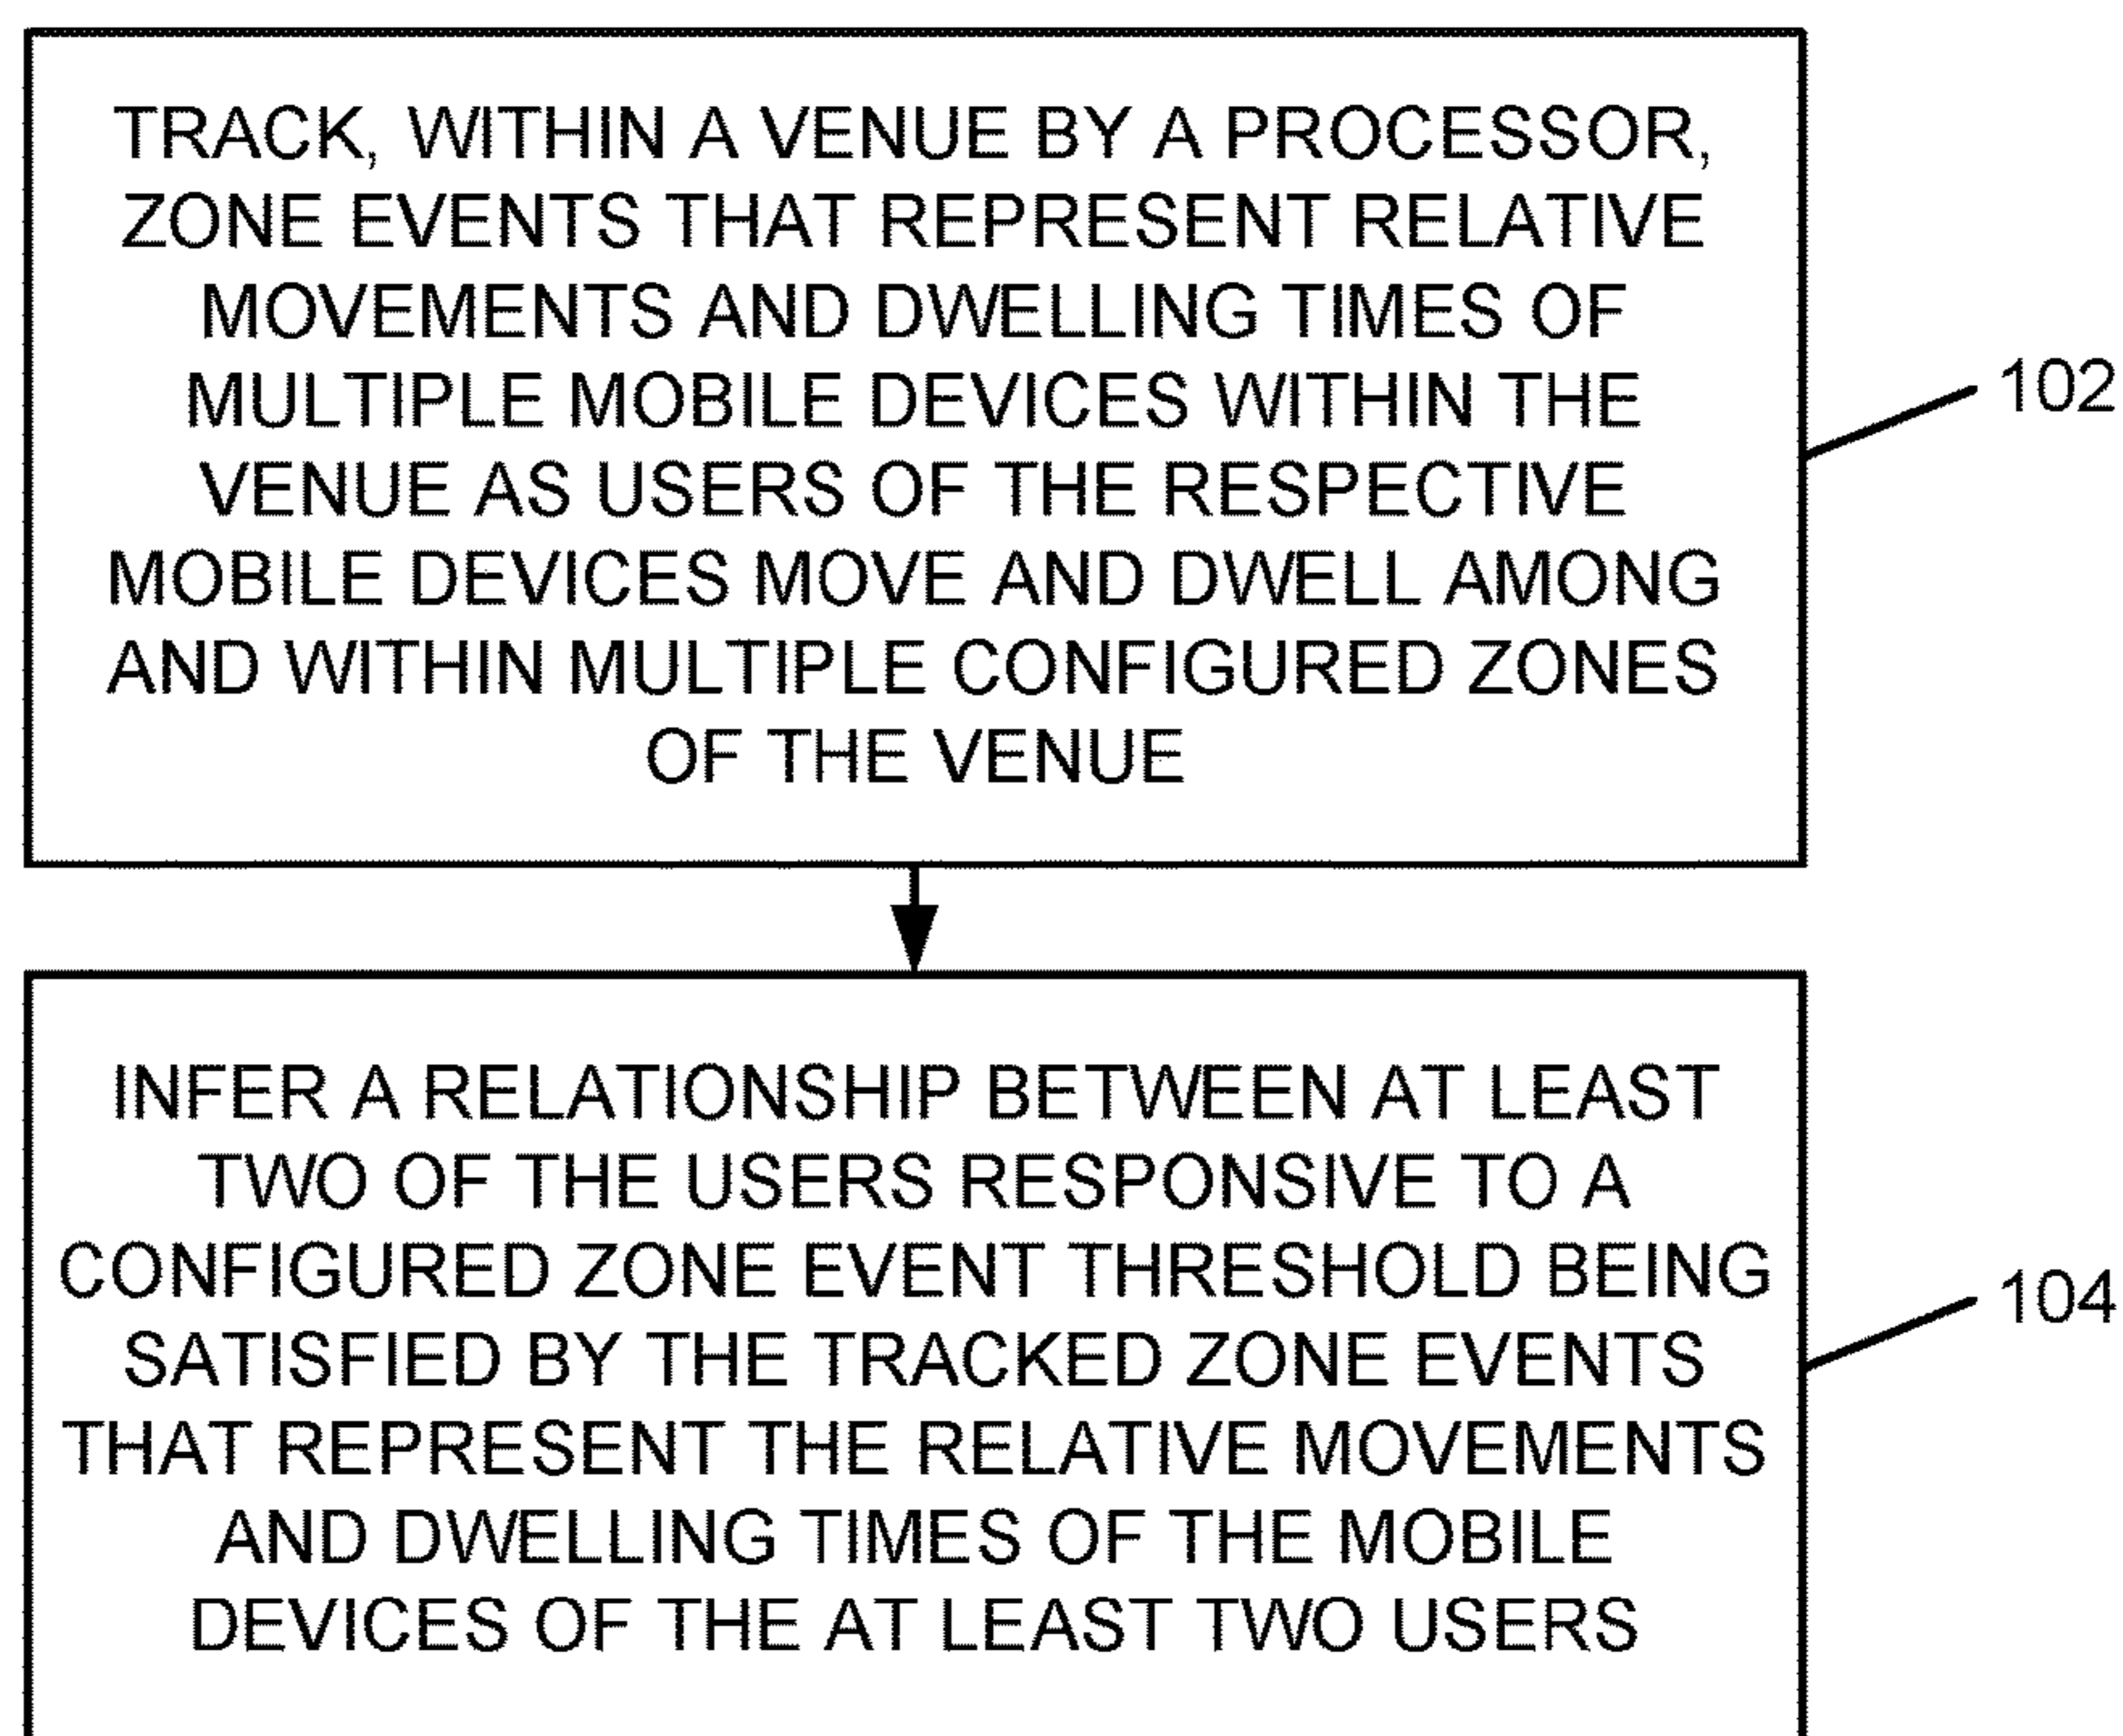 TRACK, WITHIN A VENUE BY A PROCESSOR,
ZONE EVENTS THAT REPRESENT RELATIVE
MOVEMENTS AND DWELLING TIMES OF
MULTIPLE MOBILE DEVICES WITHIN THE
VENUE AS USERS OF THE RESPECTIVE
MOBILE DEVICES MOVE AND DWELL AMONG
AND WITHIN MULTIPLE CONFIGURED ZONES
OF THE VENUE
102
INFER A RELATIONSHIP BETWEEN AT LEAST
TWO OF THE USERS RESPONSIVE TO A
CONFIGURED ZONE EVENT THRESHOLD BEING
SATISFIED BY THE TRACKED ZONE EVENTS
THAT REPRESENT THE RELATIVE MOVEMENTS
AND DWELLING TIMES OF THE MOBILE
DEVICES OF THE AT LEAST TWO USERS
104